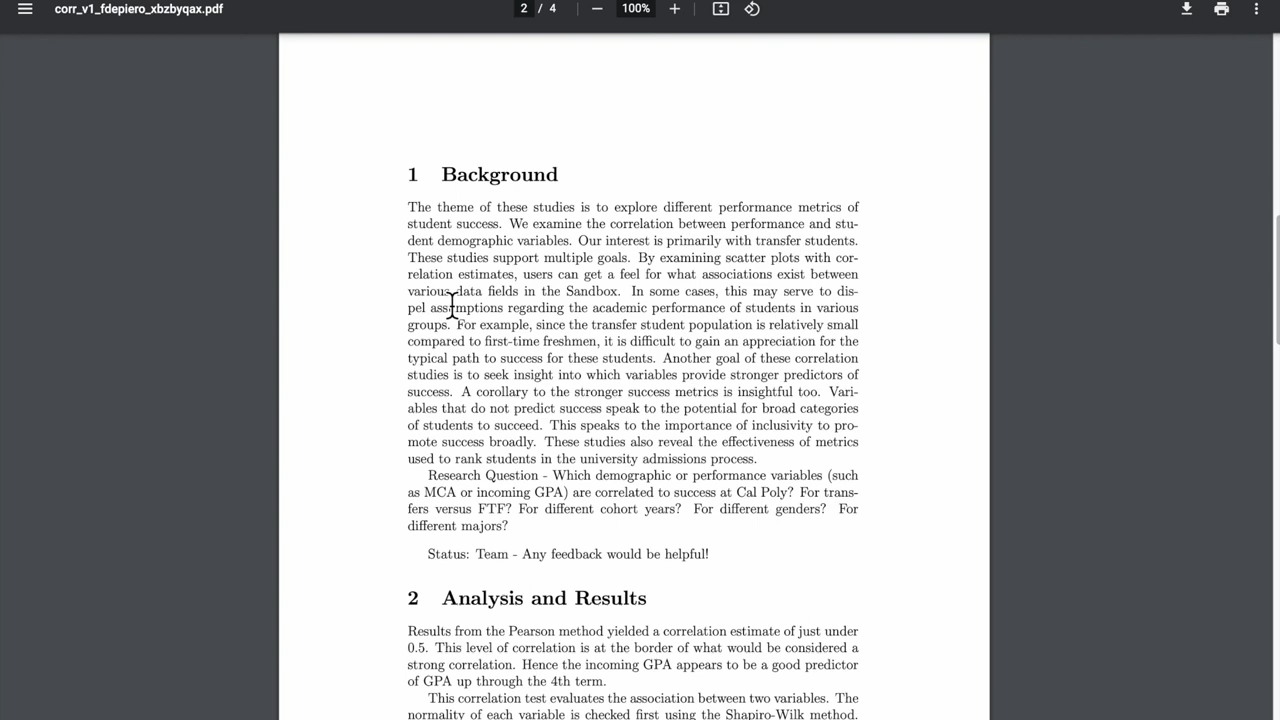 corr_v1_fdepiero_xbzbyqax.pdf
2 / 4
100%
1 Background
The theme of these studies is to explore different performance metrics of
student success. We examine the correlation between performance and stu-
dent demographic variables. Our interest is primarily with transfer students.
These studies support multiple goals. By examining scatter plots with cor-
relation estimates, users can get a feel for what associations exist between
various data fields in the Sandbox. In some cases, this may serve to dis-
pel assumptions regarding the academic performance of students in various
groups. For example, since the transfer student population is relatively small
compared to first-time freshmen, it is difficult to gain an appreciation for the
typical path to success for these students. Another goal of these correlation
studies is to seek insight into which variables provide stronger predictors of
success. A corollary to the stronger success metrics is insightful too. Vari-
ables that do not predict success speak to the potential for broad categories
of students to succeed. This speaks to the importance of inclusivity to pro-
mote success broadly. These studies also reveal the effectiveness of metrics
used to rank students in the university admissions process.
Research Question - Which demographic or performance variables (such
as MCA or incoming GPA) are correlated to success at Cal Poly? For trans-
fers versus FTF? For different cohort years? For different genders? For
different majors?
Status: Team - Any feedback would be helpful!
2 Analysis and Results
Results from the Pearson method yielded a correlation estimate of just under
0.5. This level of correlation is at the border of what would be considered a
strong correlation. Hence the incoming GPA appears to be a good predictor
of GPA up through the 4th term.
This correlation test evaluates the association between two variables. The
normality of each variable is checked first using the Shapiro-Wilk method.